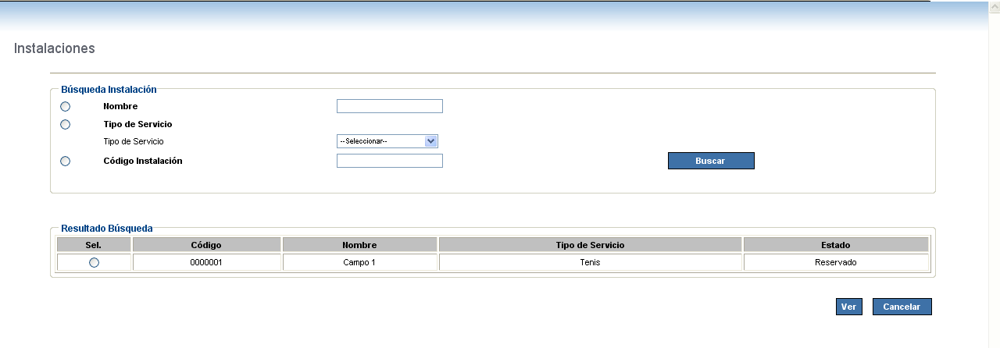 Instalaciones
Búsqueda Instalación
Nombre
Tipo de Servicio
Tipo de Servicio --Seleccionar--
Código Instalación Buscar
Resultado Búsqueda
Sel. Código Nombre Tipo de Servicio Estado
0000001 Campo 1 Tenis Reservado
Ver Cancelar